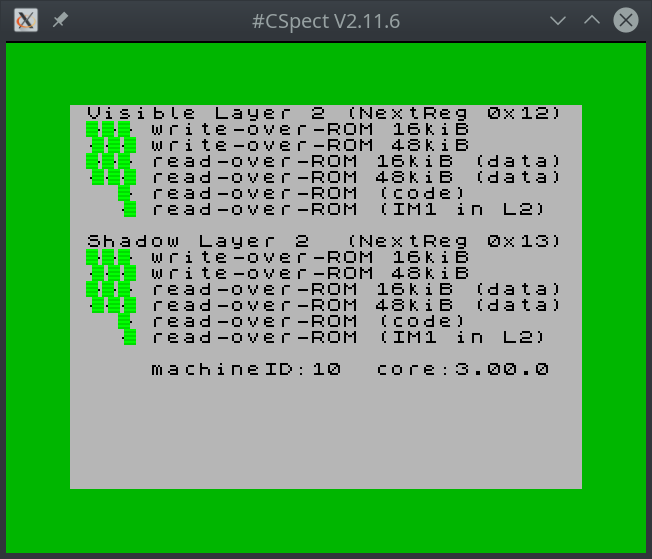 #CSpect V2.11.6
Visible Layer 2 (NextReg 0x12)
write-over-ROM 16kiB
write-over-ROM 48kiB
read-over-ROM 16kiB (data)
read-over-ROM 48kiB (data)
read-over-ROM (code)
read-over-ROM (IM1 in L2)
Shadow Layer 2 (NextReg 0x13)
write-over-ROM 16kiB
write-over-ROM 48kiB
read-over-ROM 16kiB (data)
read-over-ROM 48kiB (data)
read-over-ROM (code)
read-over-ROM (IM1 in L2)
machineID:10 core:3.00.0